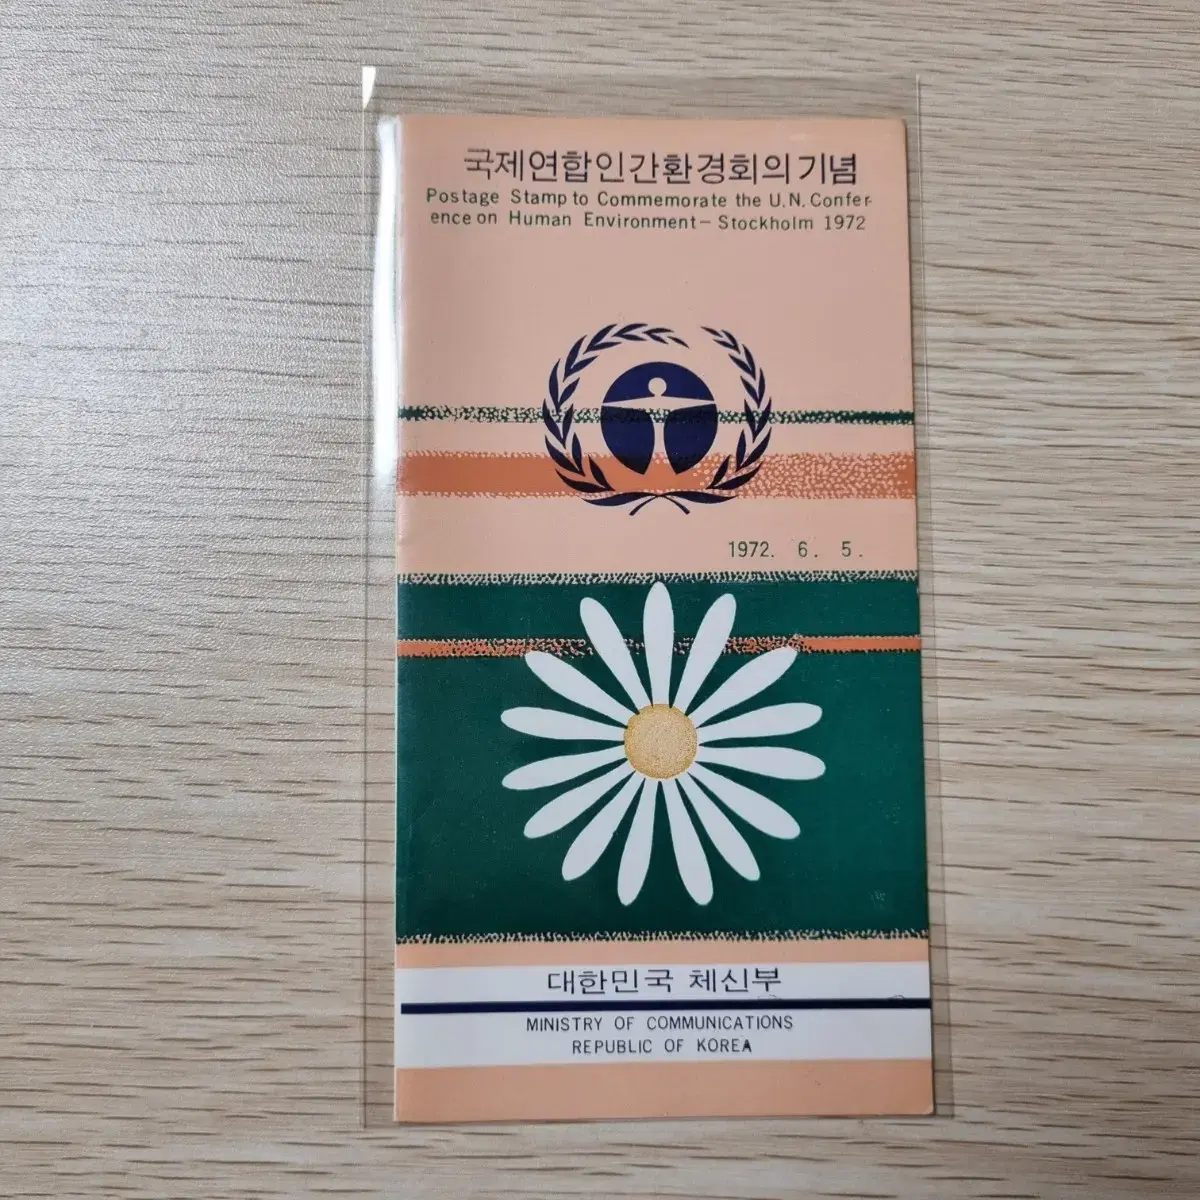 국제연합인간환경회의기념
Postage Stamp to Commemorate the U.N. Confer-
ence on Human Environment — Stockholm 1972
1972. 6. 5.
대한민국 체신부
MINISTRY OF COMMUNICATIONS
REPUBLIC OF KOREA